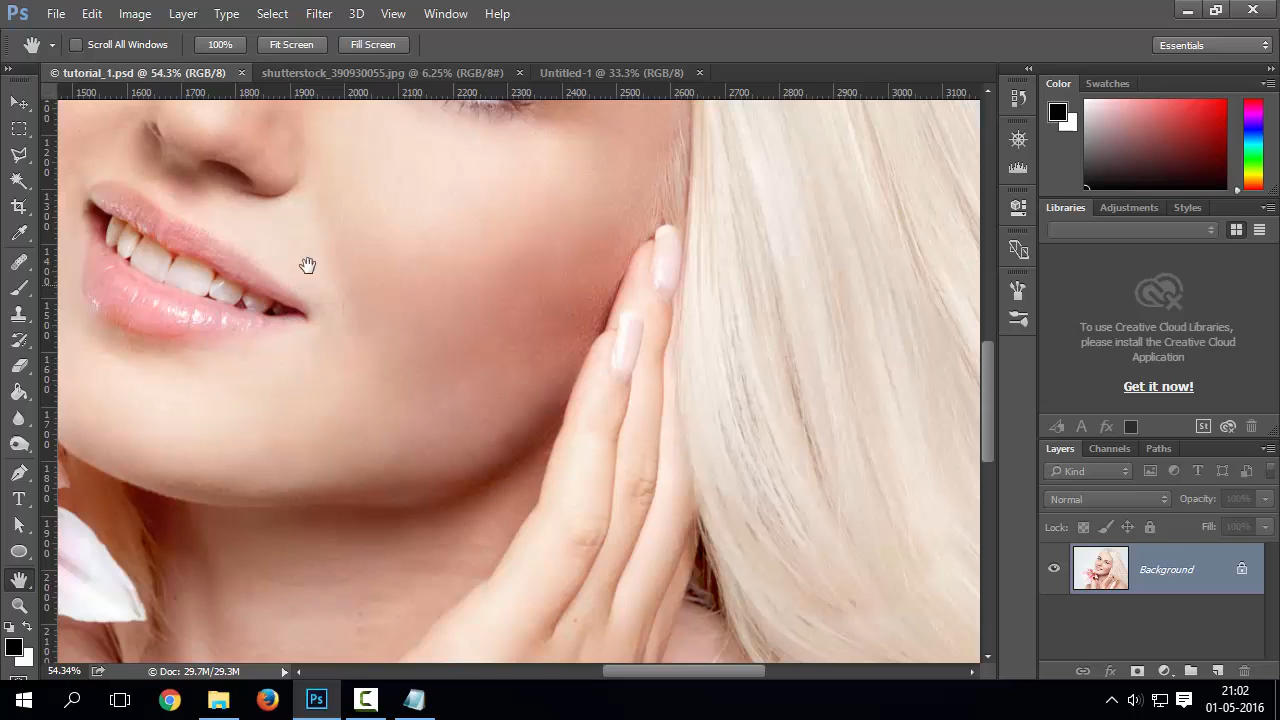 Ps File Edit Image Layer Type Select Filter 3D View Window Help
Scroll All Windows 100% Fit Screen Fill Screen Essentials
© tutorial_1.psd @ 54.3% (RGB/8) × shutterstock_390930055.jpg @ 6.25% (RGB/8#) × Untitled-1 @ 33.3% (RGB/8) ×
1500 1600 1700 1800 1900 2000 2100 2200 2300 2400 2500 2600 2700 2800 2900 3000 3100
Color Swatches
Libraries Adjustments Styles
To use Creative Cloud Libraries,
please install the Creative Cloud
Application
Get it now!
St
Layers Channels Paths
Kind
Normal Opacity: 100%
Lock: Fill: 100%
Background
54.34% © Doc: 29.7M/29.3M
Ps
21:02
01-05-2016